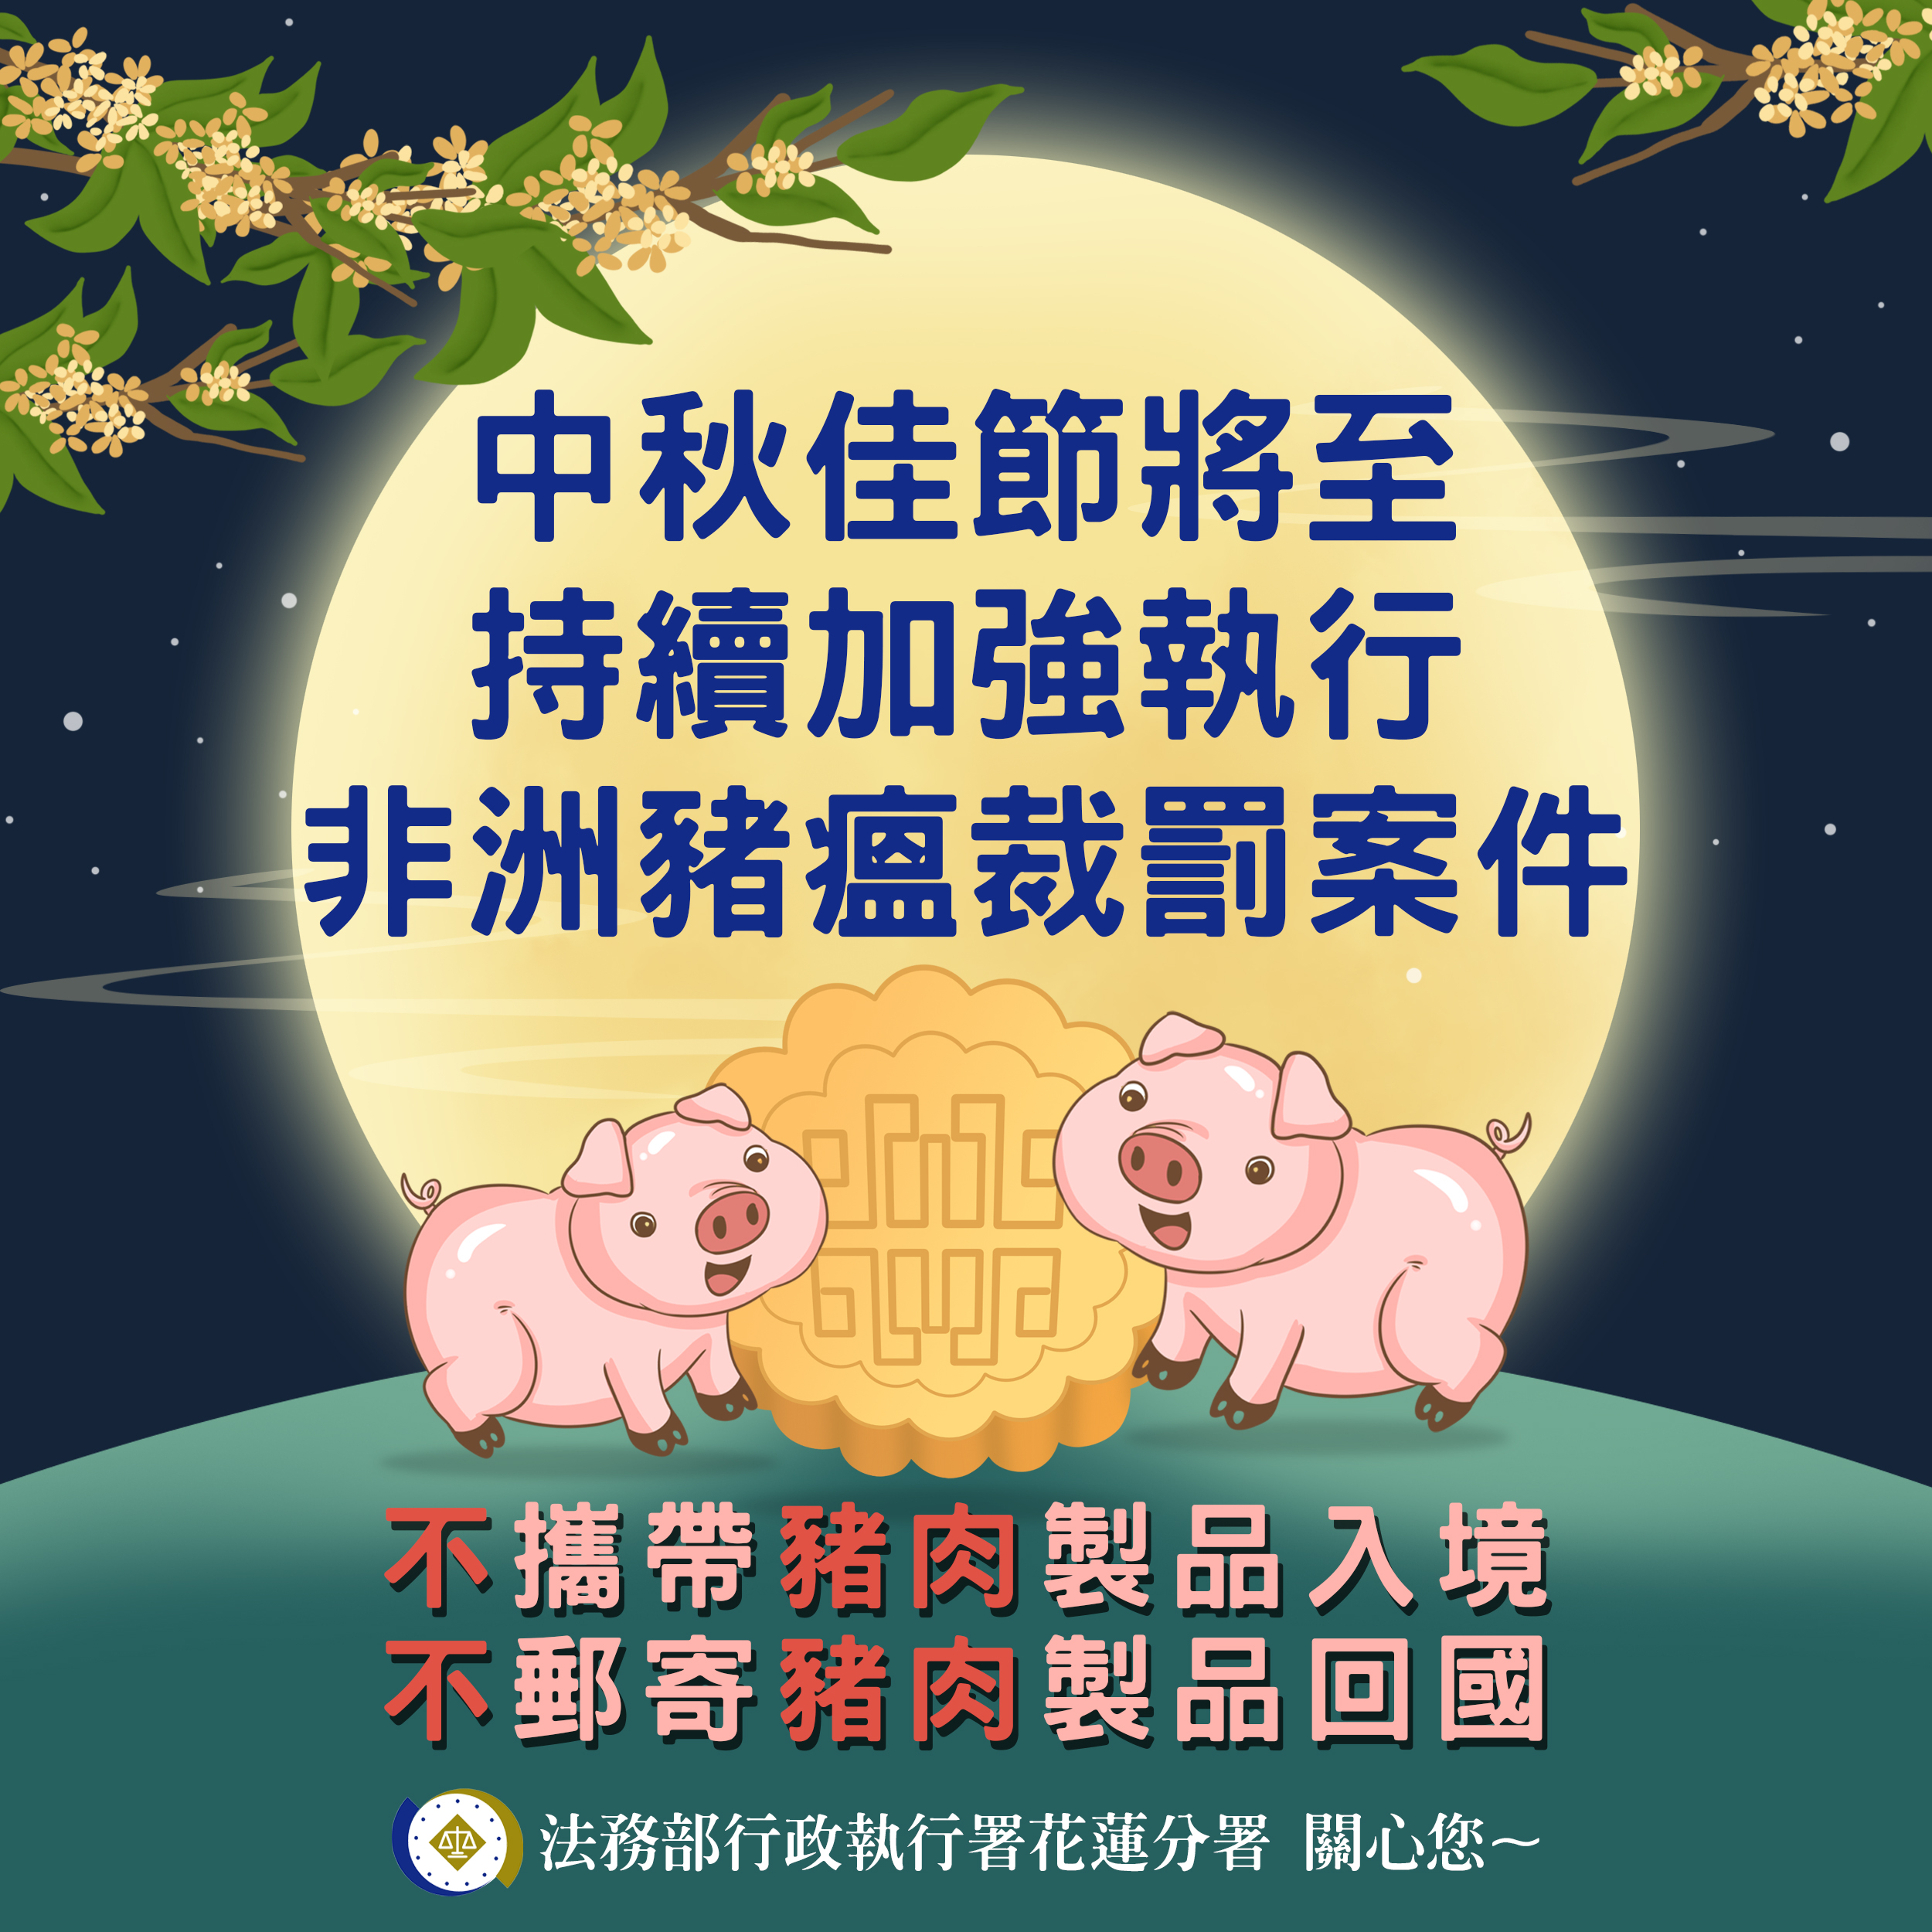 中秋佳節將至
持續加強執行
非洲豬瘟裁罰案件
不攜帶豬肉製品入境
不郵寄豬肉製品回國
法務部行政執行署花蓮分署 關心您～